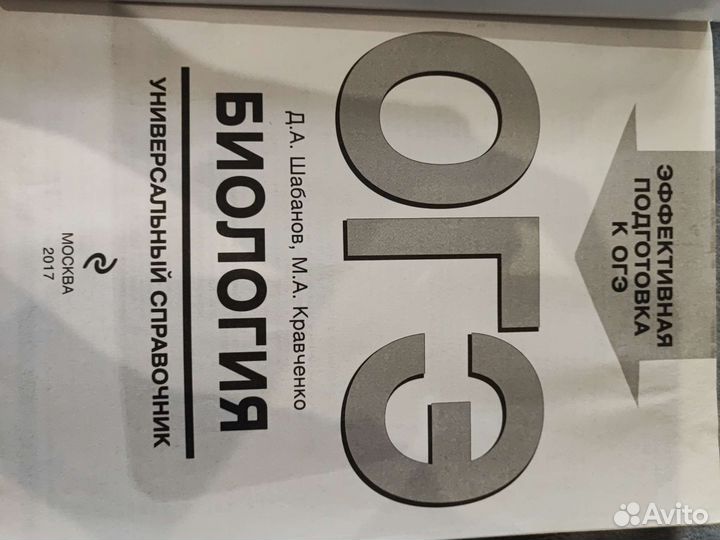 ЭФФЕКТИВНАЯ
ПОДГОТОВКА
К ОГЭ
ОГЭ
Д.А. Шабанов, М.А. Кравченко
БИОЛОГИЯ
УНИВЕРСАЛЬНЫЙ СПРАВОЧНИК
МОСКВА
2017
Avito